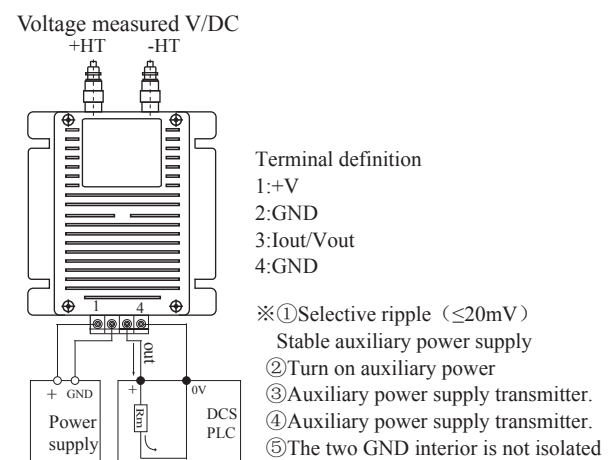 Voltage measured V/DC
+HT -HT
Terminal definition
1:+V
2:GND
3:Iout/Vout
4:GND
1 4
out
+ GND
Power
supply
+ 0V
Rm
DCS
PLC
※①Selective ripple（≤20mV）
Stable auxiliary power supply
②Turn on auxiliary power
③Auxiliary power supply transmitter.
④Auxiliary power supply transmitter.
⑤The two GND interior is not isolated